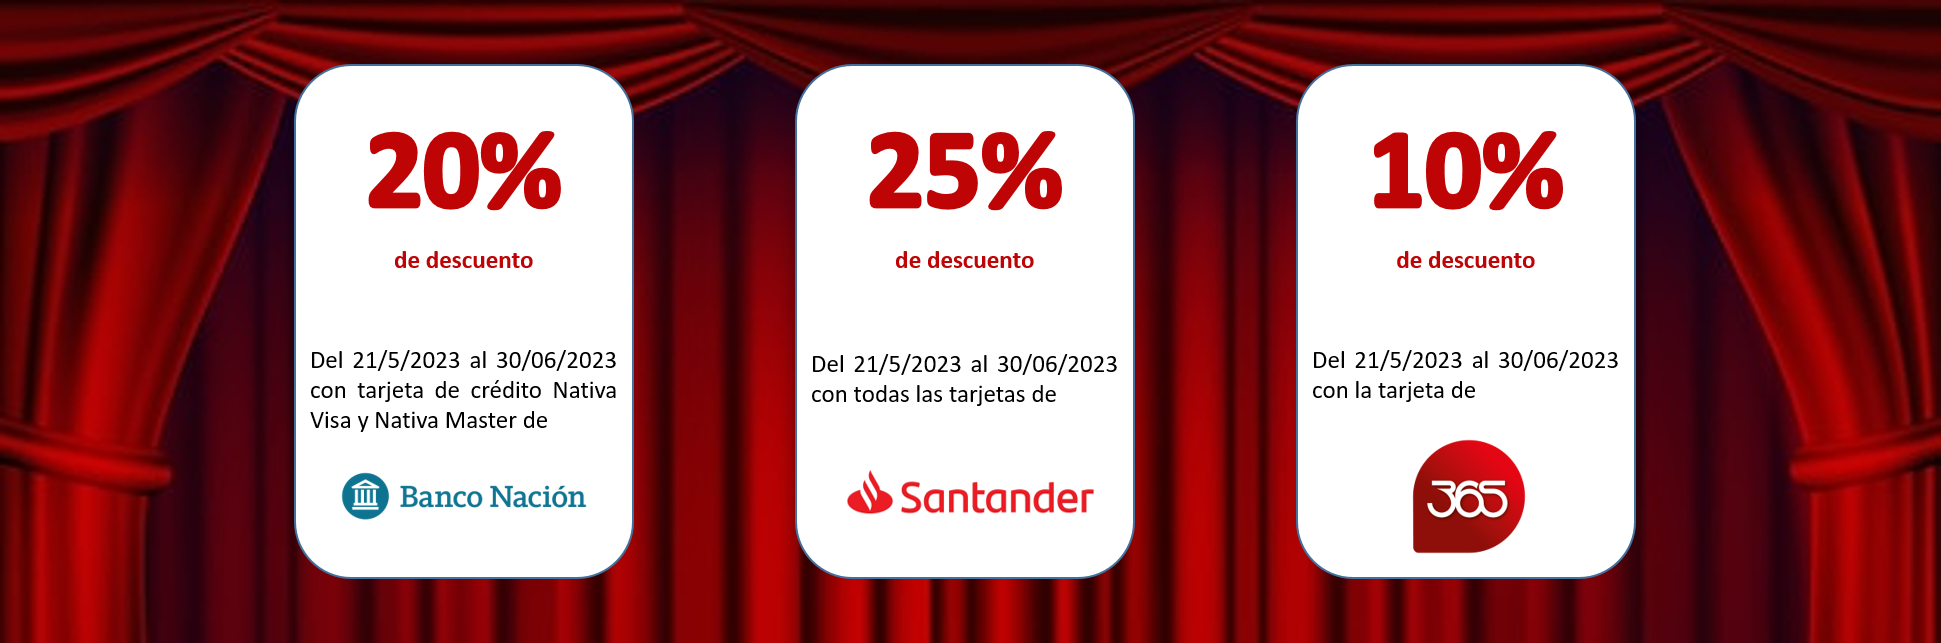 20%
de descuento
Del 21/5/2023 al 30/06/2023
con tarjeta de crédito Nativa
Visa y Nativa Master de
Banco Nación
25%
de descuento
Del 21/5/2023 al 30/06/2023
con todas las tarjetas de
Santander
10%
de descuento
Del 21/5/2023 al 30/06/2023
con la tarjeta de
365